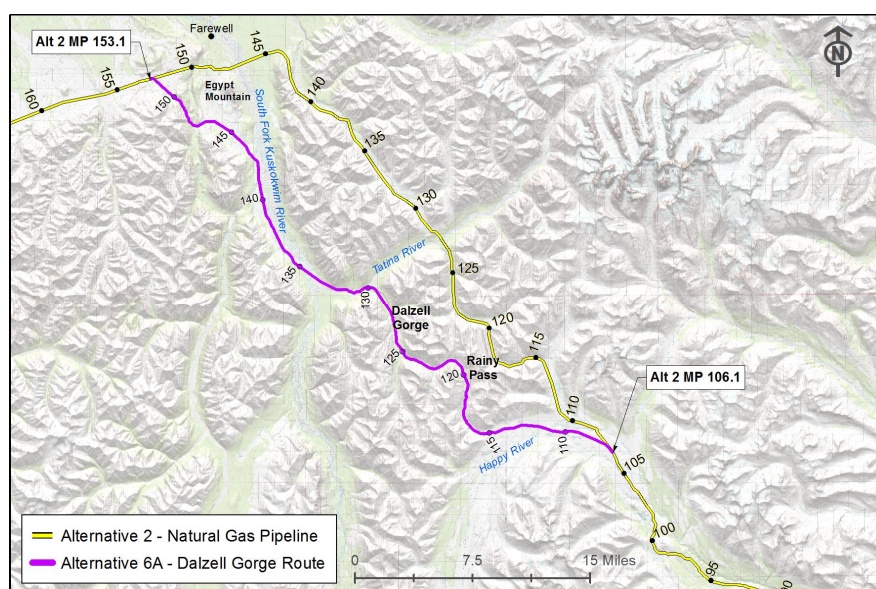 Farewell
Alt 2 MP 153.1
145
150
155
160
Egypt
Mountain
150
140
145
South Fork Kuskokwim River
135
140
130
Tatina River
135
125
130
Dalzell
Gorge
120
125
115
Rainy
Pass
120
Alt 2 MP 106.1
110
115
110
Happy River
105
100
95
Alternative 2 - Natural Gas Pipeline
Alternative 6A - Dalzell Gorge Route
0
7.5
15 Miles
N